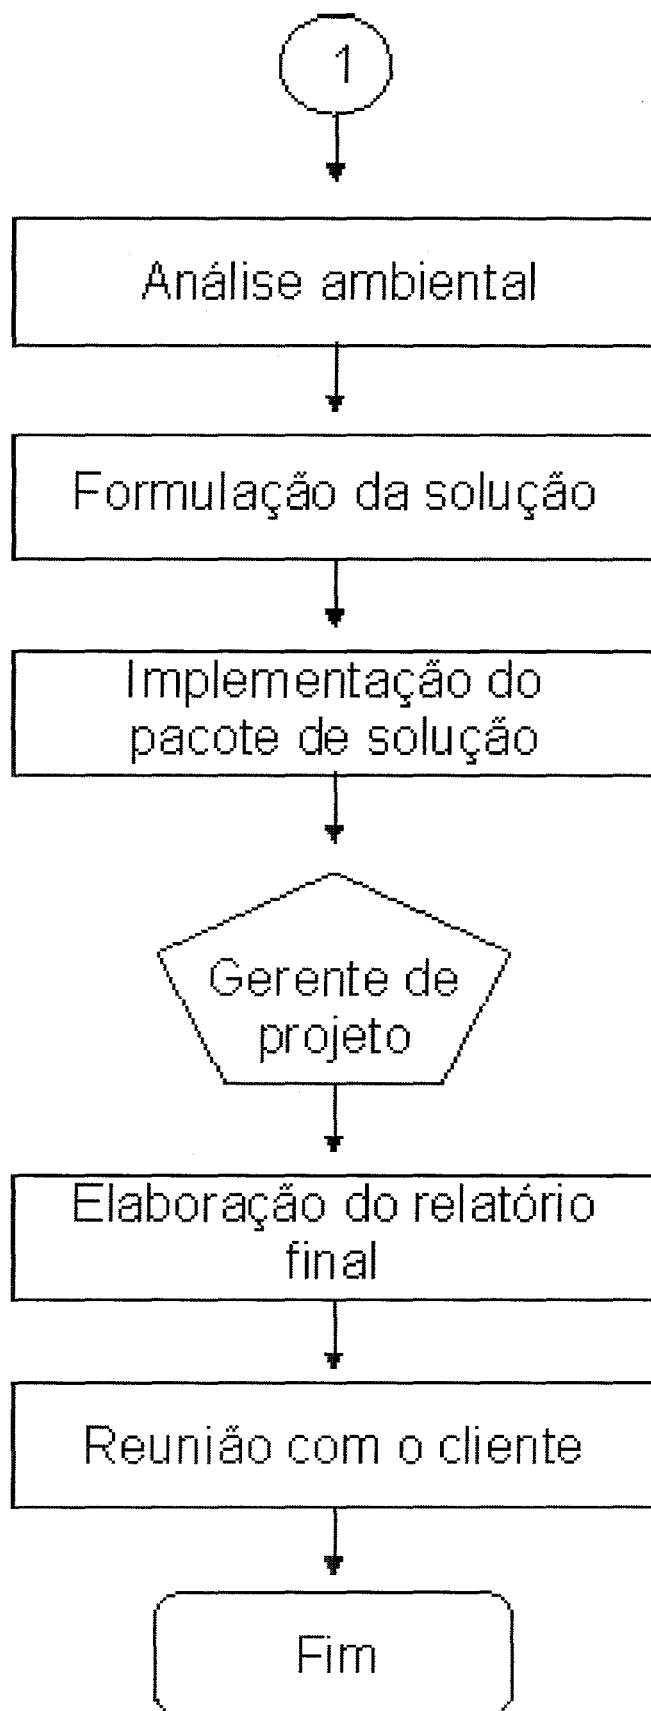 1
Análise ambiental
Formulação da solução
Implementação do
pacote de solução
Gerente de
projeto
Elaboração do relatório
final
Reunião com o cliente
Fim